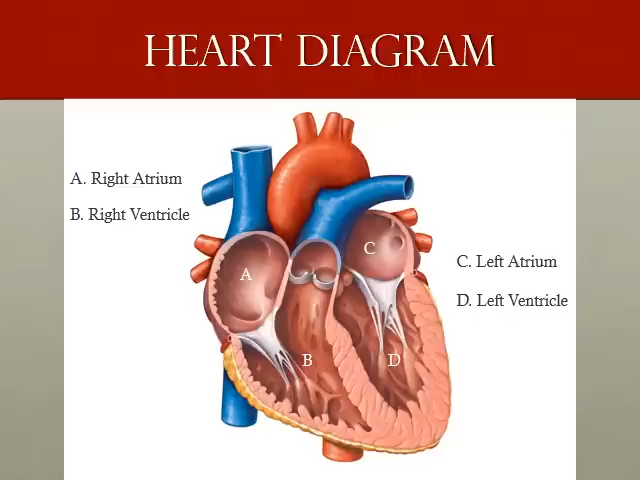 HEART DIAGRAM
A. Right Atrium
B. Right Ventricle
C. Left Atrium
D. Left Ventricle
A
B
C
D